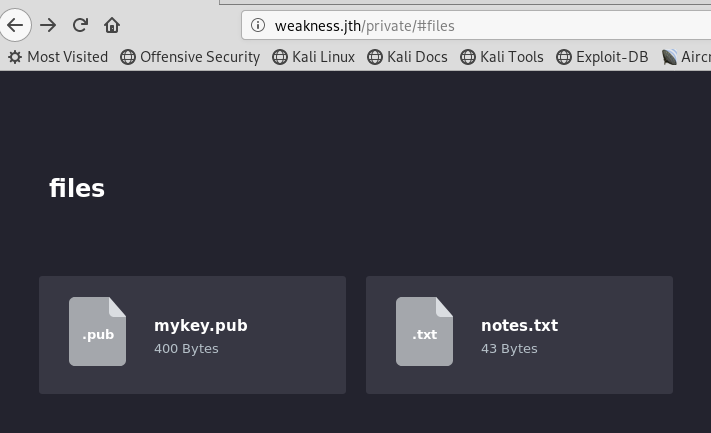 weakness.jth/private/#files
Most Visited Offensive Security Kali Linux Kali Docs Kali Tools Exploit-DB Aircr
files
.pub
mykey.pub
400 Bytes
.txt
notes.txt
43 Bytes